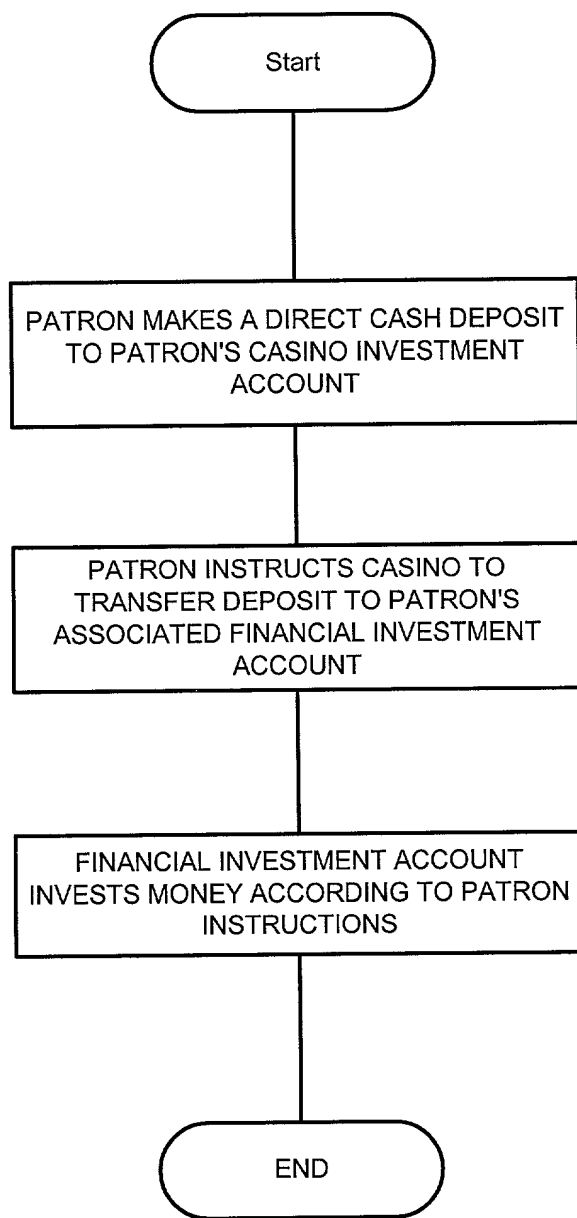 Start
PATRON MAKES A DIRECT CASH DEPOSIT
TO PATRON'S CASINO INVESTMENT
ACCOUNT
PATRON INSTRUCTS CASINO TO
TRANSFER DEPOSIT TO PATRON'S
ASSOCIATED FINANCIAL INVESTMENT
ACCOUNT
FINANCIAL INVESTMENT ACCOUNT
INVESTS MONEY ACCORDING TO PATRON
INSTRUCTIONS
END